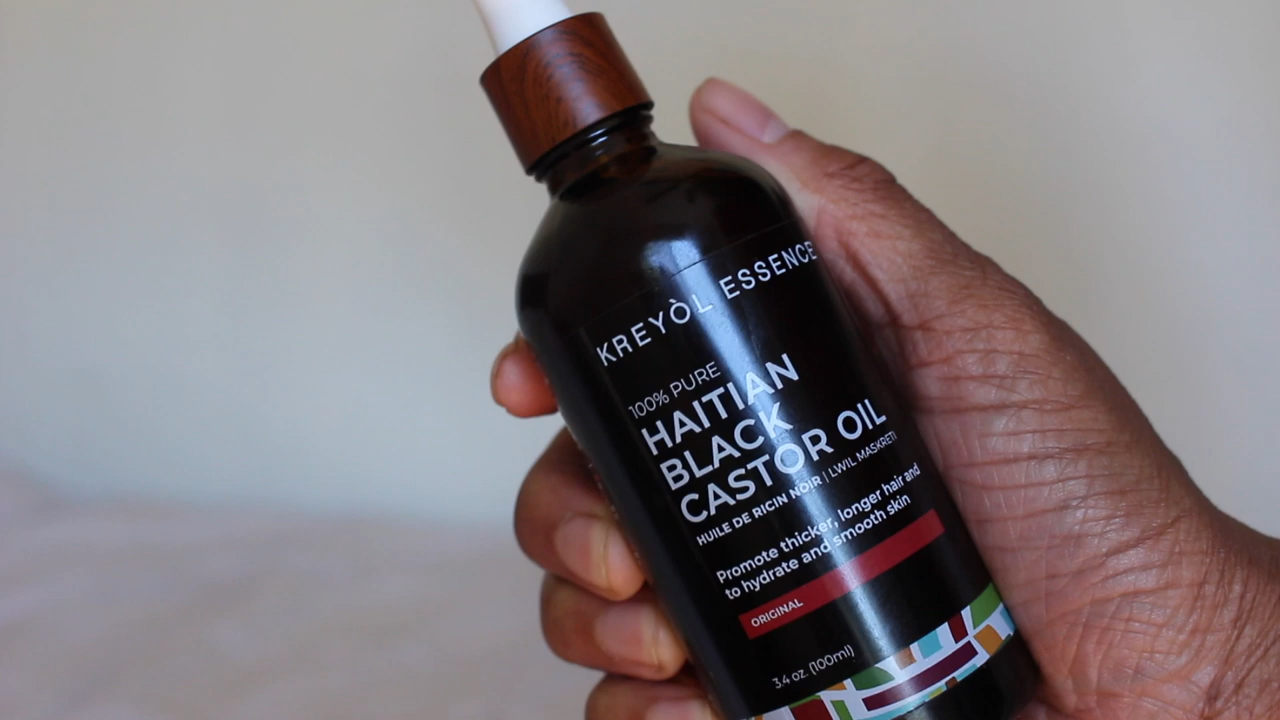 KREYÒL ESSENCE
100% PURE
HAITIAN
BLACK
CASTOR OIL
HUILE DE RICIN NOIR | LWIL MASKRETI
Promote thicker, longer hair and
to hydrate and smooth skin
ORIGINAL
3.4 oz. (100ml)